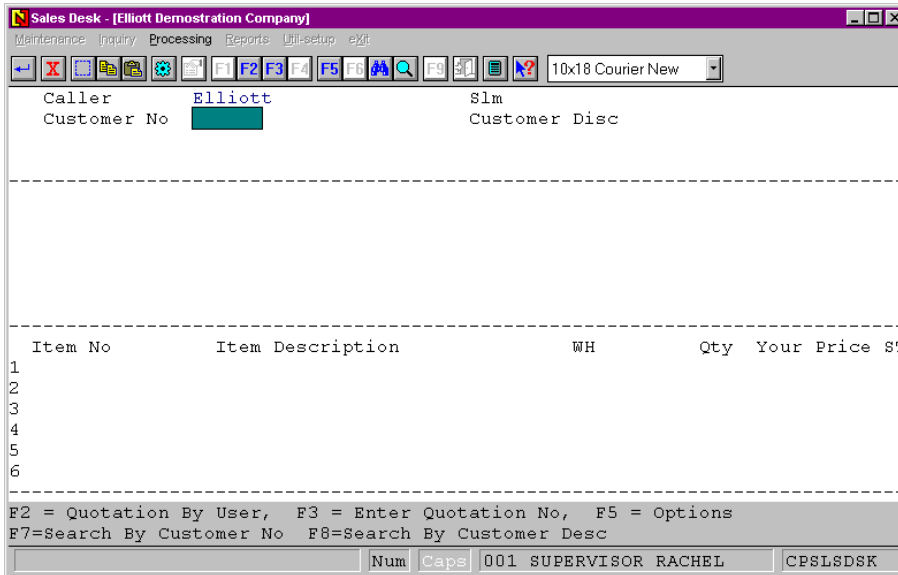 Sales Desk - [Elliott Demostration Company]
Maintenance Inquiry Processing Reports Util-setup eXit
F1 F2 F3 F4 F5 F6 F9 10x18 Courier New
Caller Elliott Slm
Customer No Customer Disc
Item No Item Description WH Qty Your Price
1
2
3
4
5
6
F2 = Quotation By User, F3 = Enter Quotation No, F5 = Options
F7=Search By Customer No F8=Search By Customer Desc
Num Caps 001 SUPERVISOR RACHEL CPSLSDSK